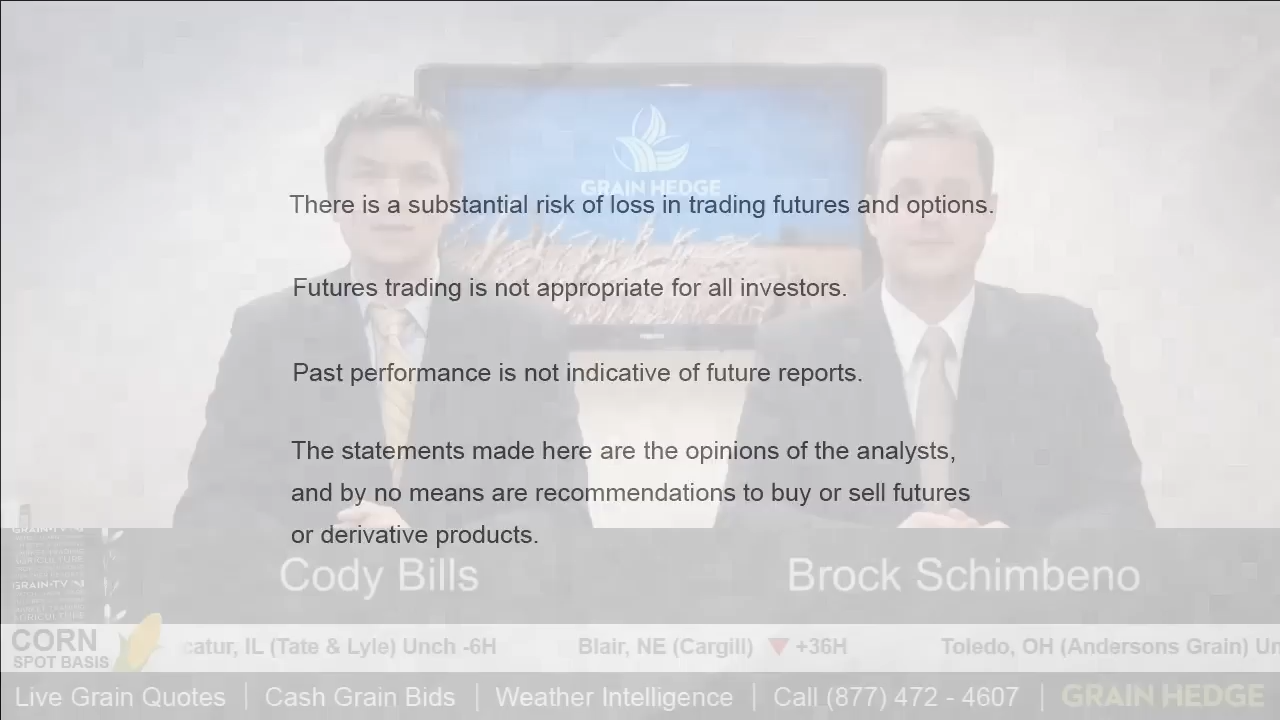 GRAIN HEDGE
There is a substantial risk of loss in trading futures and options.
Futures trading is not appropriate for all investors.
Past performance is not indicative of future reports.
The statements made here are the opinions of the analysts,
and by no means are recommendations to buy or sell futures
or derivative products.
GRAIN-TV
Cody Bills
Brock Schimbeno
CORN
SPOT BASIS
catur, IL (Tate & Lyle) Unch -6H
Blair, NE (Cargill) ▼ +36H
Toledo, OH (Andersons Grain) Un
Live Grain Quotes | Cash Grain Bids | Weather Intelligence | Call (877) 472 - 4607 | GRAIN HEDGE